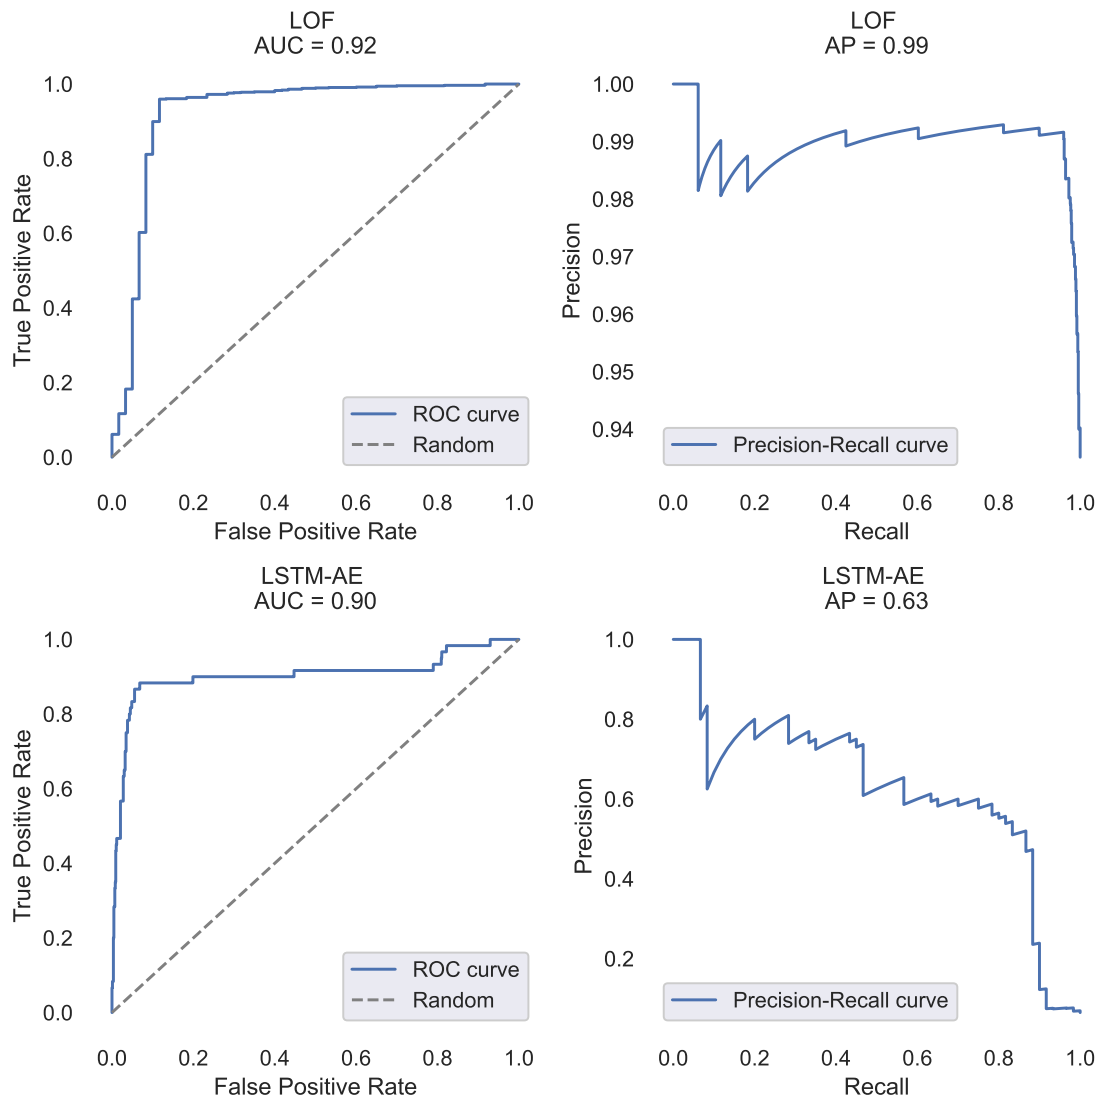 LOF
AUC = 0.92
1.0
0.8
0.6
0.4
0.2
0.0
True Positive Rate
ROC curve
Random
0.0 0.2 0.4 0.6 0.8 1.0
False Positive Rate
LOF
AP = 0.99
1.00
0.99
0.98
0.97
0.96
0.95
0.94
Precision
Precision-Recall curve
0.0 0.2 0.4 0.6 0.8 1.0
Recall
LSTM-AE
AUC = 0.90
1.0
0.8
0.6
0.4
0.2
0.0
True Positive Rate
ROC curve
Random
0.0 0.2 0.4 0.6 0.8 1.0
False Positive Rate
LSTM-AE
AP = 0.63
1.0
0.8
0.6
0.4
0.2
Precision
Precision-Recall curve
0.0 0.2 0.4 0.6 0.8 1.0
Recall